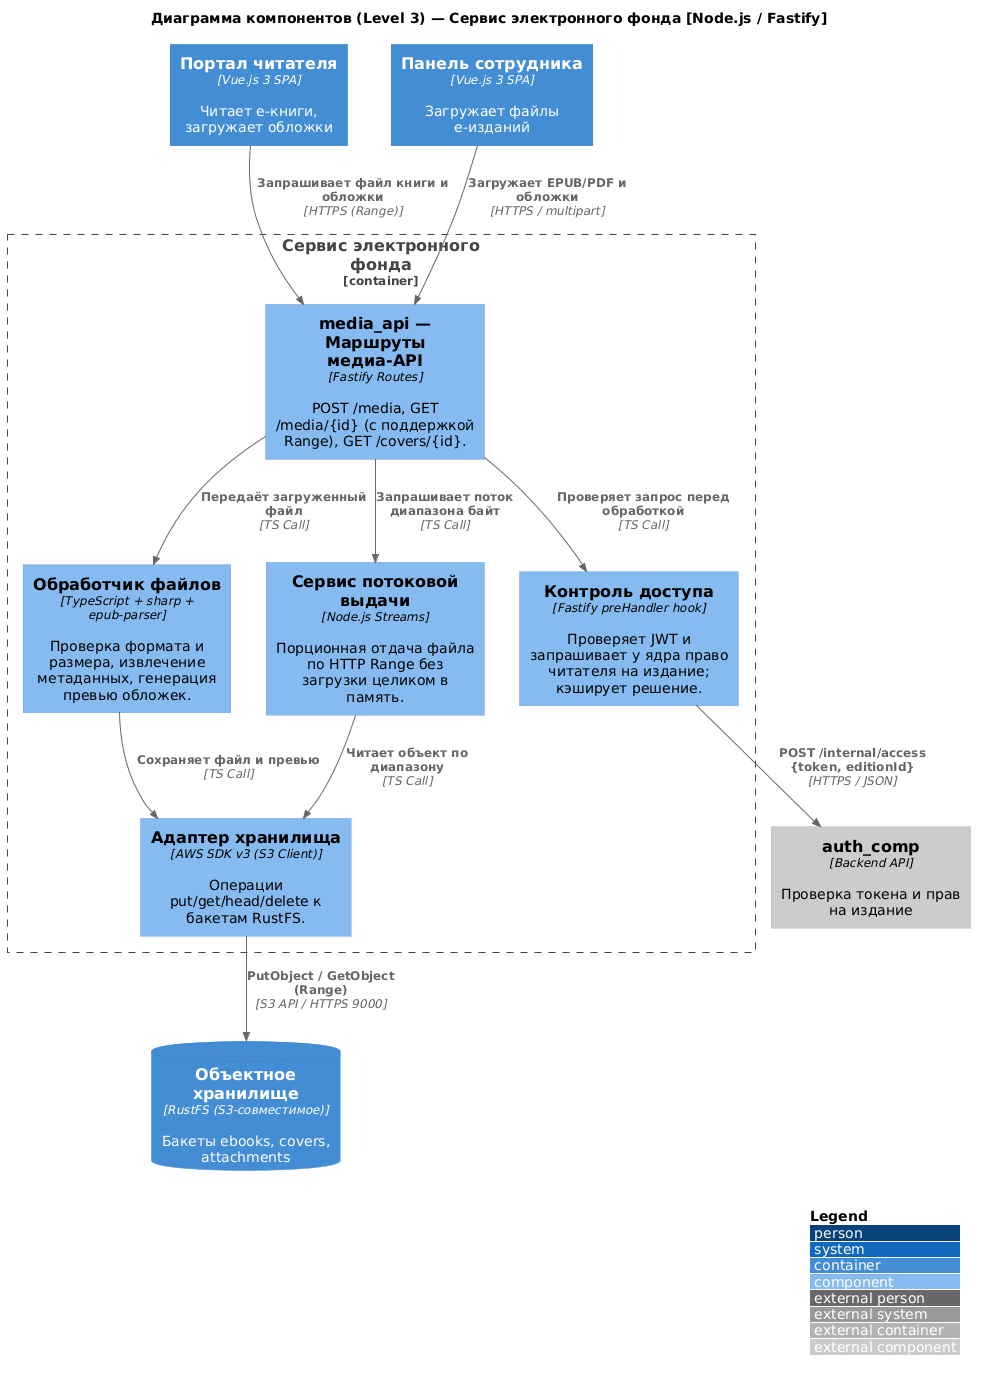 Диаграмма компонентов (Level 3) — Сервис электронного фонда [Node.js / Fastify]
Портал читателя
[Vue.js 3 SPA]
Читает е-книги,
загружает обложки
Панель сотрудника
[Vue.js 3 SPA]
Загружает файлы
е-изданий
Запрашивает файл книги и
обложки
[HTTPS (Range)]
Загружает EPUB/PDF и
обложки
[HTTPS / multipart]
Сервис электронного
фонда
[container]
media_api —
Маршруты
медиа-API
[Fastify Routes]
POST /media, GET
/media/{id} (с поддержкой
Range), GET /covers/{id}.
Передаёт загруженный
файл
[TS Call]
Запрашивает поток
диапазона байт
[TS Call]
Проверяет запрос перед
обработкой
[TS Call]
Обработчик файлов
[TypeScript + sharp +
epub-parser]
Проверка формата и
размера, извлечение
метаданных, генерация
превью обложек.
Сервис потоковой
выдачи
[Node.js Streams]
Порционная отдача файла
по HTTP Range без
загрузки целиком в
память.
Контроль доступа
[Fastify preHandler hook]
Проверяет JWT и
запрашивает у ядра право
читателя на издание;
кэширует решение.
Сохраняет файл и превью
[TS Call]
Читает объект по
диапазону
[TS Call]
POST /internal/access
{token, editionId}
[HTTPS / JSON]
Адаптер хранилища
[AWS SDK v3 (S3 Client)]
Операции
put/get/head/delete к
бакетам RustFS.
auth_comp
[Backend API]
Проверка токена и прав
на издание
PutObject / GetObject
(Range)
[S3 API / HTTPS 9000]
Объектное
хранилище
[RustFS (S3-совместимое)]
Бакеты ebooks, covers,
attachments
Legend
person
system
container
component
external person
external system
external container
external component